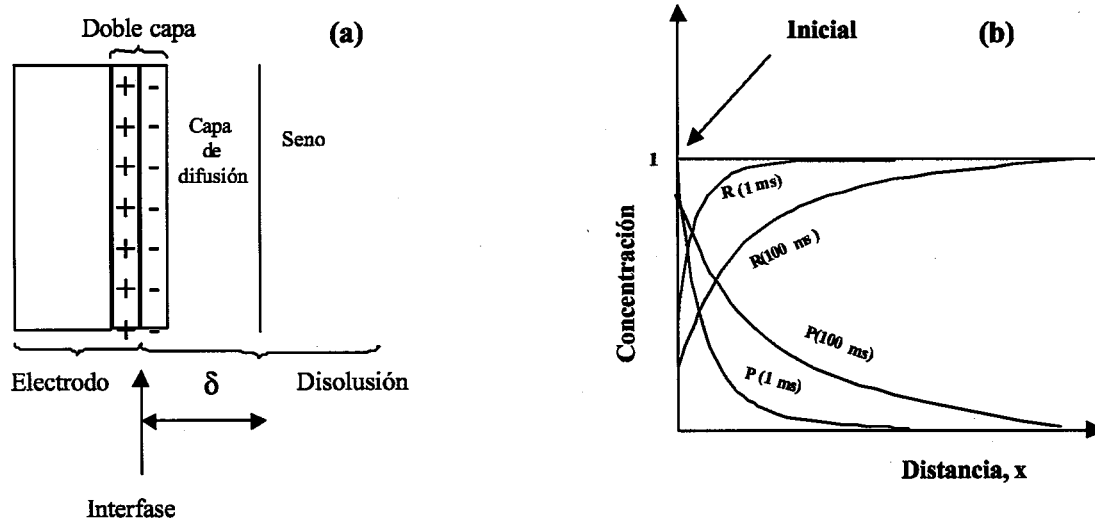 Doble capa
(a)
+ -
+ -
+ -
+ -
+ -
+ -
+ -
Capa
de
difusión
Seno
Electrodo
δ
Disolución
Interfase
Inicial
(b)
1
R (1 ms)
R(100 ms)
P(100 ms)
P (1 ms)
Concentración
Distancia, x